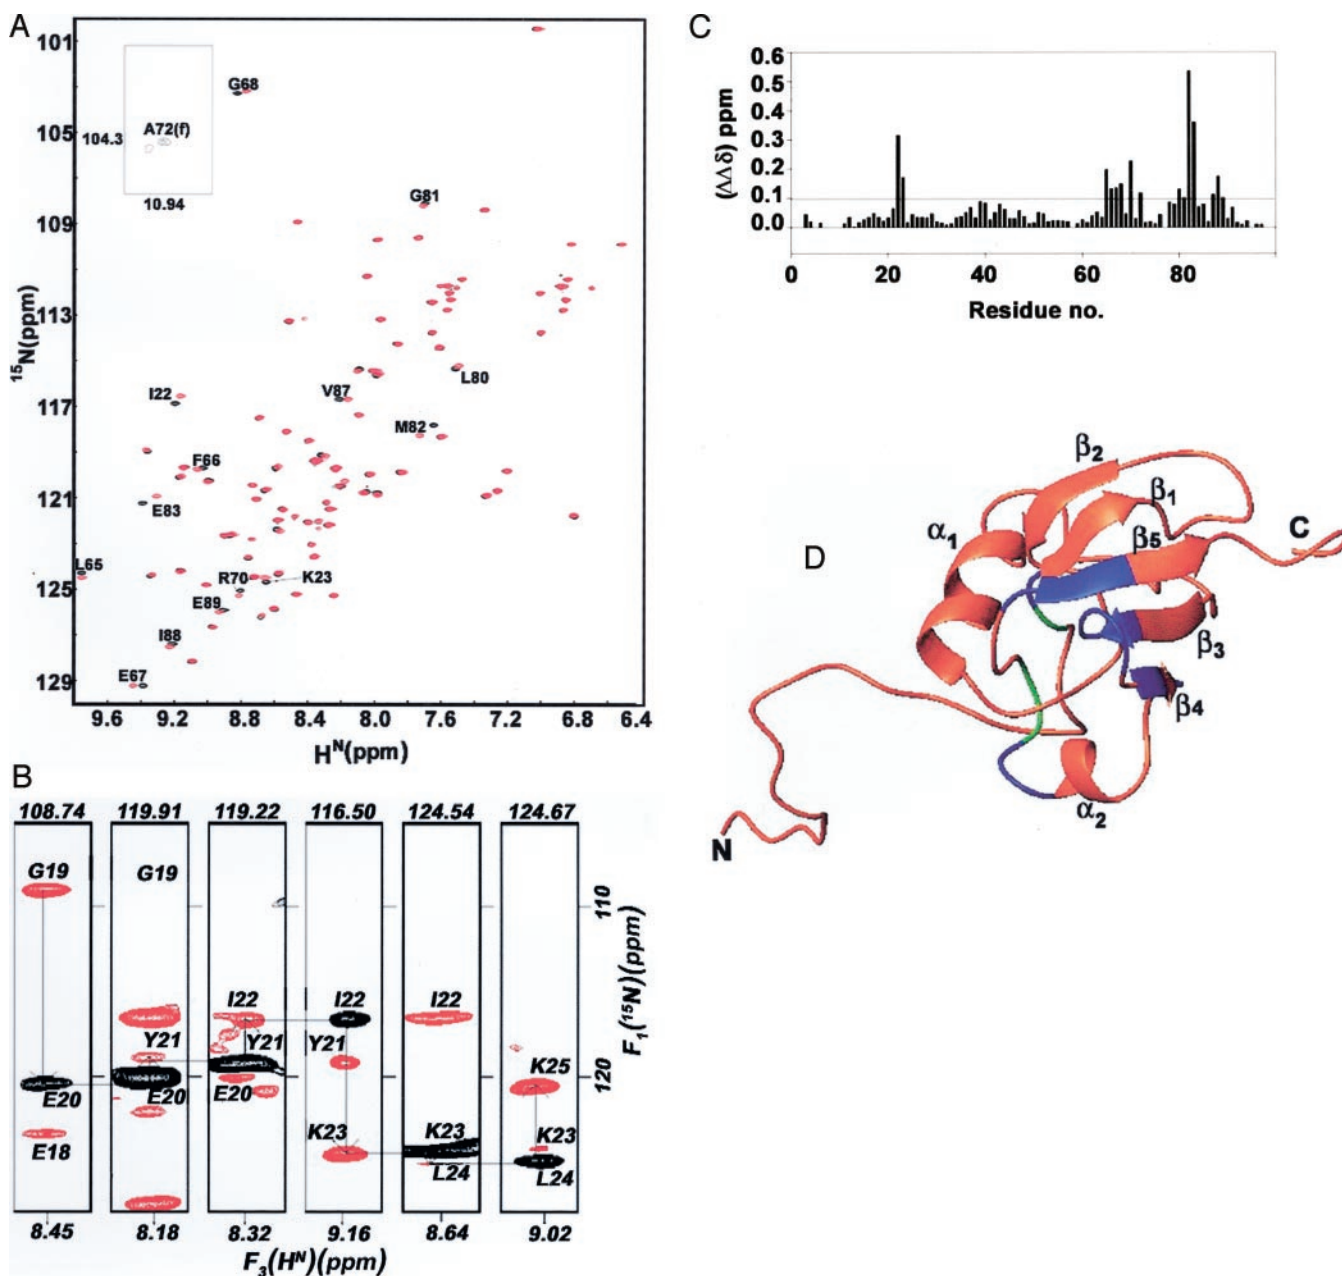 A
¹⁵N(ppm)
101
105
109
113
117
121
125
129
104.3
A72(f)
10.94
G68
G81
I22
V87
L80
M82
F66
E83
L65
R70
K23
E89
I88
E67
9.6
9.2
8.8
8.4
8.0
7.6
7.2
6.8
6.4
Hᴺ(ppm)
B
108.74
119.91
119.22
116.50
124.54
124.67
G19
G19
I22
I22
I22
Y21
Y21
Y21
K25
E20
E20
E20
K23
K23
K23
E18
L24
L24
110
120
F₁(¹⁵N)(ppm)
8.45
8.18
8.32
9.16
8.64
9.02
F₃(Hᴺ)(ppm)
C
(ΔΔδ) ppm
0.6
0.5
0.4
0.3
0.2
0.1
0.0
0
20
40
60
80
Residue no.
D
β₂
β₁
α₁
β₅
C
β₃
β₄
α₂
N